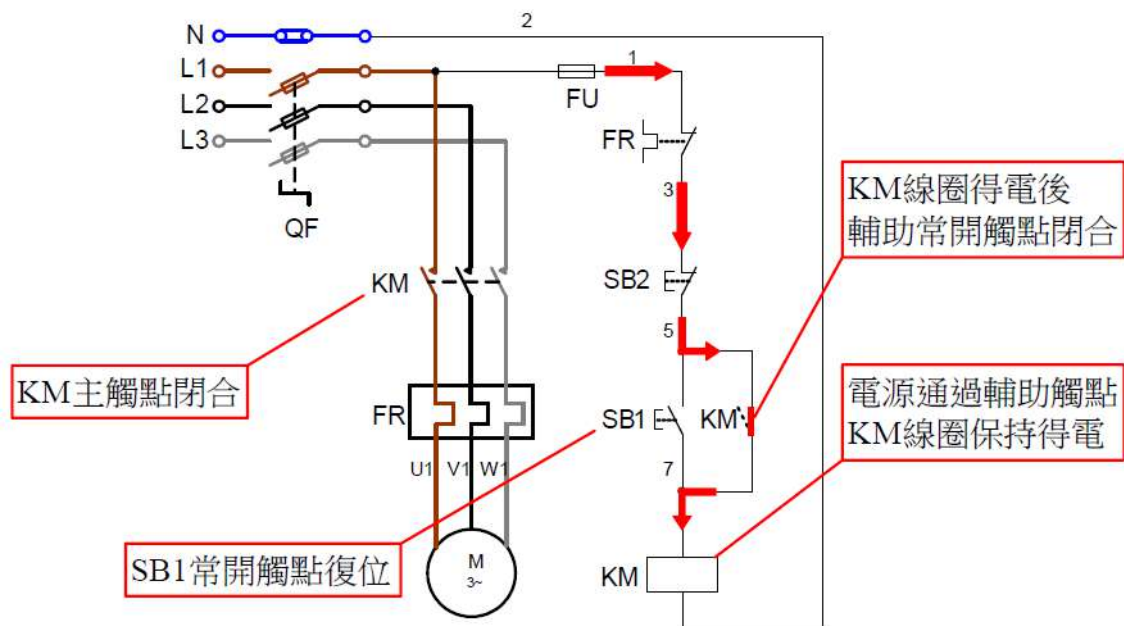 2
N
L1
1
FU
L2
L3
FR
QF
3
KM線圈得電後
輔助常開觸點閉合
KM
SB2
5
KM主觸點閉合
電源通過輔助觸點
KM線圈保持得電
FR
SB1
KM
U1 V1 W1
7
SB1常開觸點復位
M
3~
KM